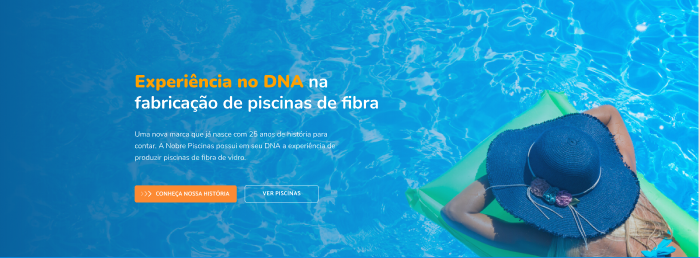 Experiência no DNA na
fabricação de piscinas de fibra
Uma nova marca que já nasce com 25 anos de história para
contar. A Nobre Piscinas possui em seu DNA a experiência de
produzir piscinas de fibra de vidro.
CONHEÇA NOSSA HISTÓRIA
VER PISCINAS